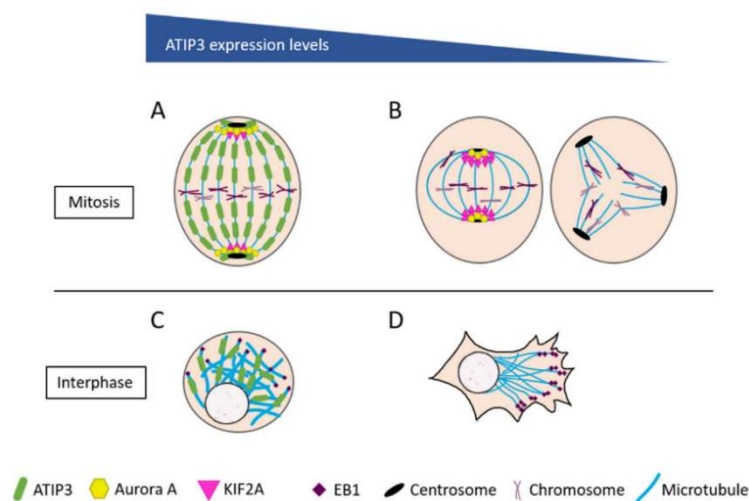 ATIP3 expression levels
A B
Mitosis
C D
Interphase
ATIP3 Aurora A KIF2A EB1 Centrosome Chromosome Microtubule